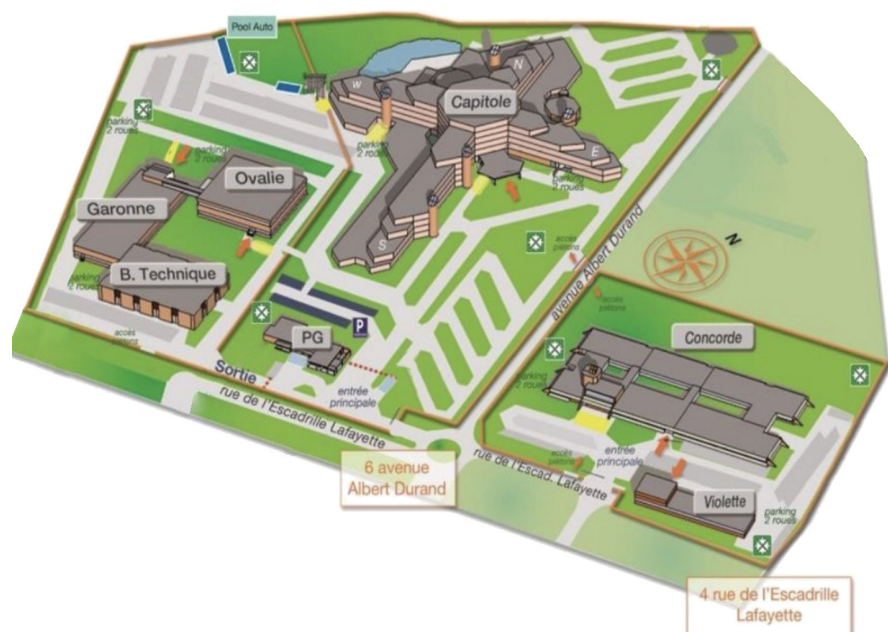 Pool Auto
W
N
Capitole
E
S
parking
2 roues
parking
2 roues
parking
2 roues
parking
2 roues
Ovalie
Garonne
B. Technique
parking
2 roues
accès
piétons
PG
P
Sortie
entrée
principale
rue de l'Escadrille Lafayette
6 avenue
Albert Durand
avenue Albert Durand
accès
piétons
N
accès
piétons
Concorde
parking
2 roues
accès
piétons
entrée
principale
rue de l'Escad. Lafayette
Violette
parking
2 roues
4 rue de l'Escadrille
Lafayette